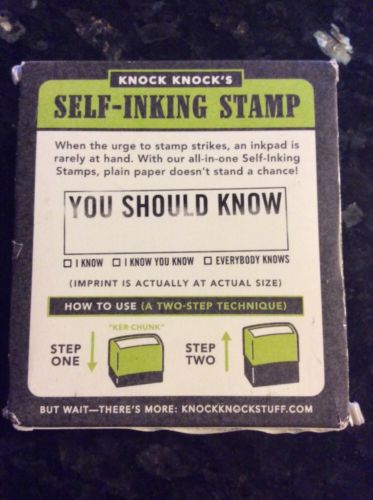 KNOCK KNOCK'S
SELF-INKING STAMP
When the urge to stamp strikes, an inkpad is
rarely at hand. With our all-in-one Self-Inking
Stamps, plain paper doesn't stand a chance!
YOU SHOULD KNOW
☐ I KNOW ☐ I KNOW YOU KNOW ☐ EVERYBODY KNOWS
(IMPRINT IS ACTUALLY AT ACTUAL SIZE)
HOW TO USE (A TWO-STEP TECHNIQUE)
"KER-CHUNK"
STEP
ONE
STEP
TWO
BUT WAIT—THERE'S MORE: KNOCKKNOCKSTUFF.COM